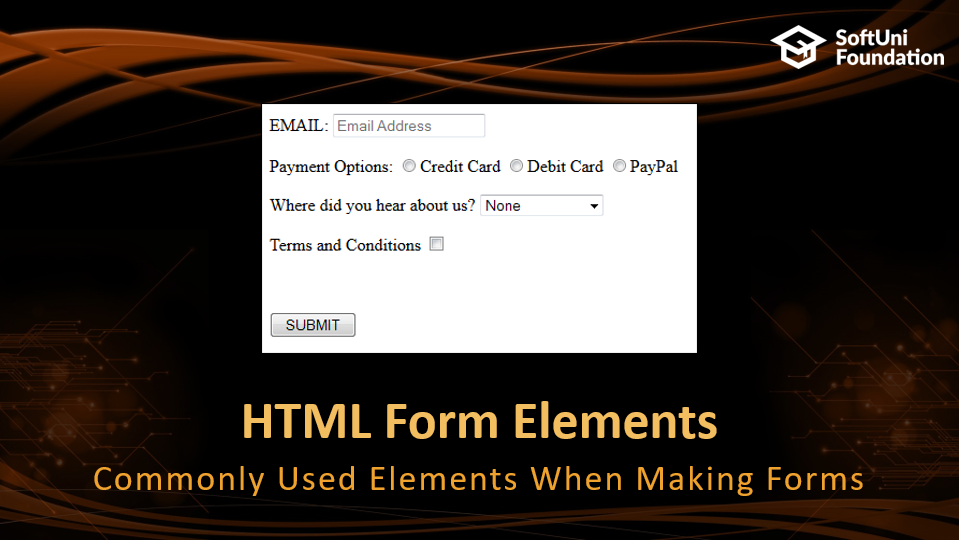 SoftUni
Foundation
EMAIL: Email Address
Payment Options: Credit Card Debit Card PayPal
Where did you hear about us? None
Terms and Conditions
SUBMIT
HTML Form Elements
Commonly Used Elements When Making Forms